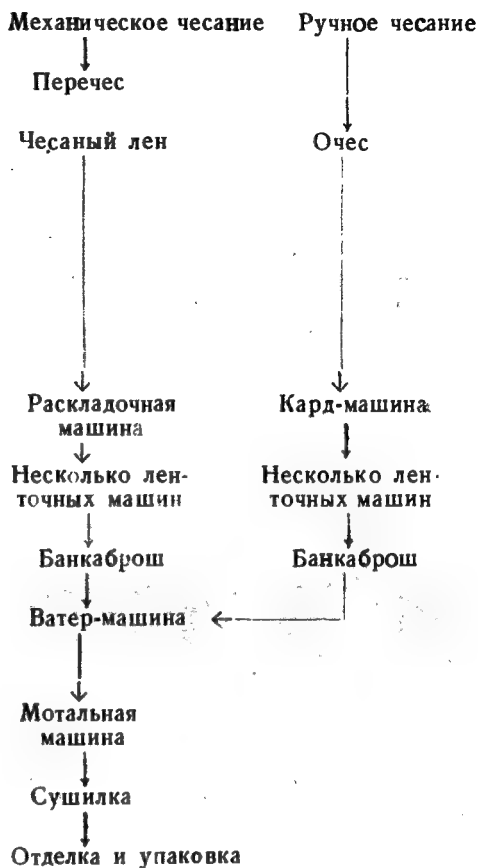 Механическое чесание Ручное чесание
Перечес
Чесаный лен Очес
Раскладочная Кард-машина
машина
Несколько лен- Несколько лен-
точных машин точных машин
Банкаброш Банкаброш
Ватер-машина
Мотальная
машина
Сушилка
Отделка и упаковка